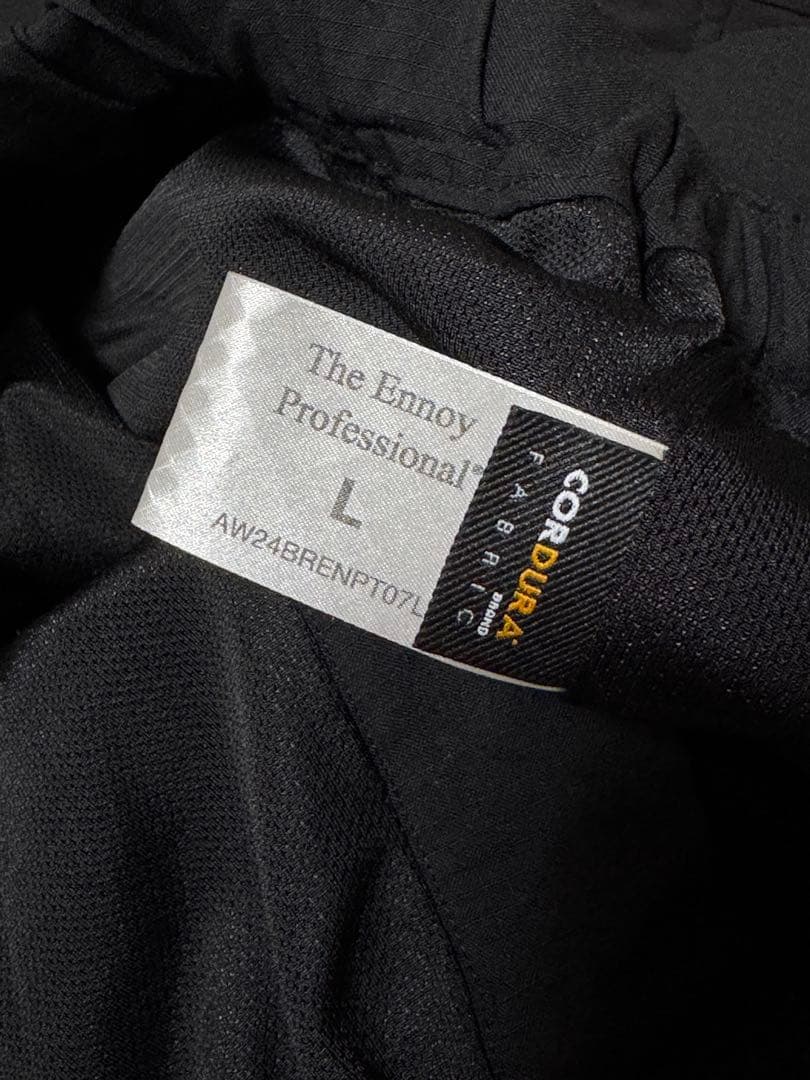 The Ennoy
Professional®
L
AW24BRENPT07L
CORDURA
BRAND
FABRIC